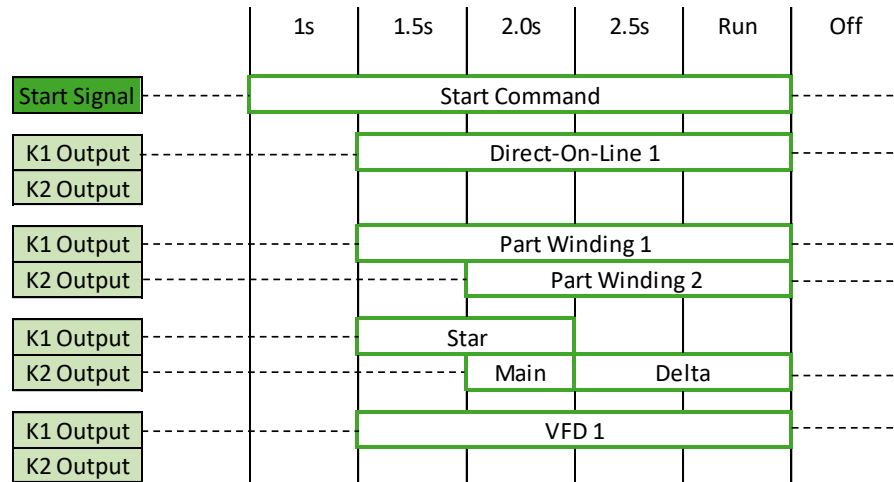 1s 1.5s 2.0s 2.5s Run Off
Start Signal Start Command
K1 Output Direct-On-Line 1
K2 Output
K1 Output Part Winding 1
K2 Output Part Winding 2
K1 Output Star
K2 Output Main Delta
K1 Output VFD 1
K2 Output